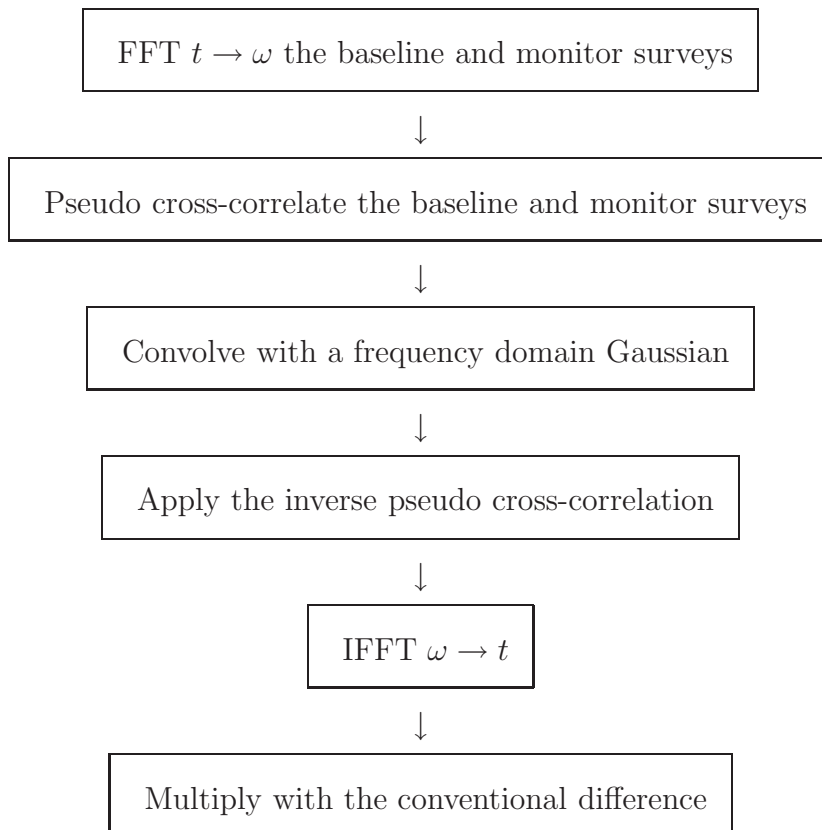 FFT t → ω the baseline and monitor surveys
↓
Pseudo cross-correlate the baseline and monitor surveys
↓
Convolve with a frequency domain Gaussian
↓
Apply the inverse pseudo cross-correlation
↓
IFFT ω → t
↓
Multiply with the conventional difference